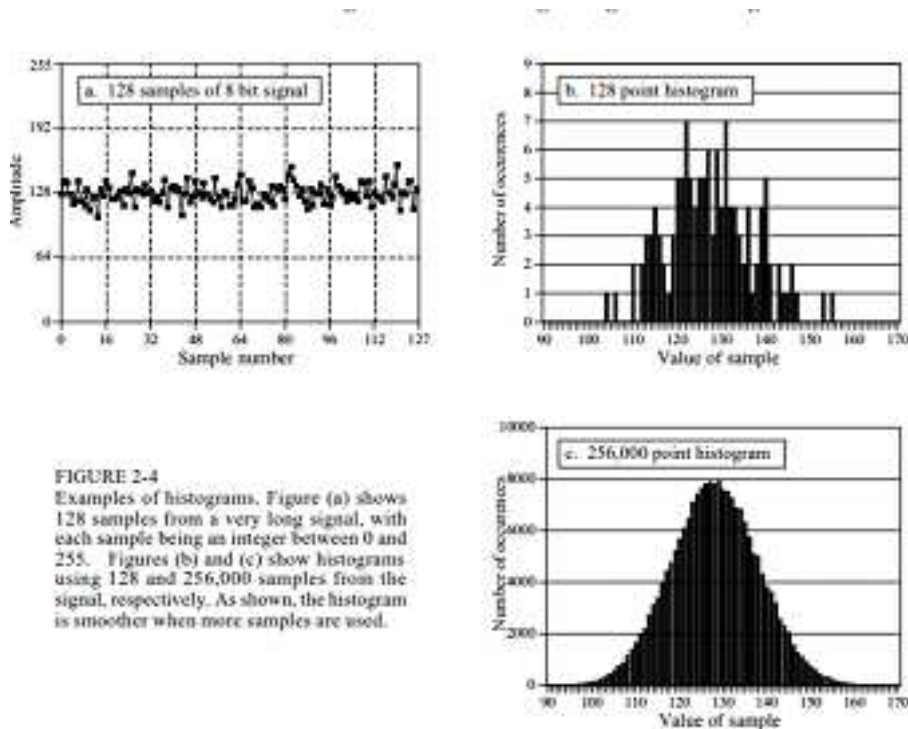 255
192
128
64
0
Amplitude
a. 128 samples of 8 bit signal
0 16 32 48 64 80 96 112 127
Sample number
9
8
7
6
5
4
3
2
1
0
Number of occurences
b. 128 point histogram
90 100 110 120 130 140 150 160 170
Value of sample
10000
8000
6000
4000
2000
0
Number of occurences
c. 256,000 point histogram
90 100 110 120 130 140 150 160 170
Value of sample
FIGURE 2-4
Examples of histograms. Figure (a) shows
128 samples from a very long signal, with
each sample being an integer between 0 and
255. Figures (b) and (c) show histograms
using 128 and 256,000 samples from the
signal, respectively. As shown, the histogram
is smoother when more samples are used.